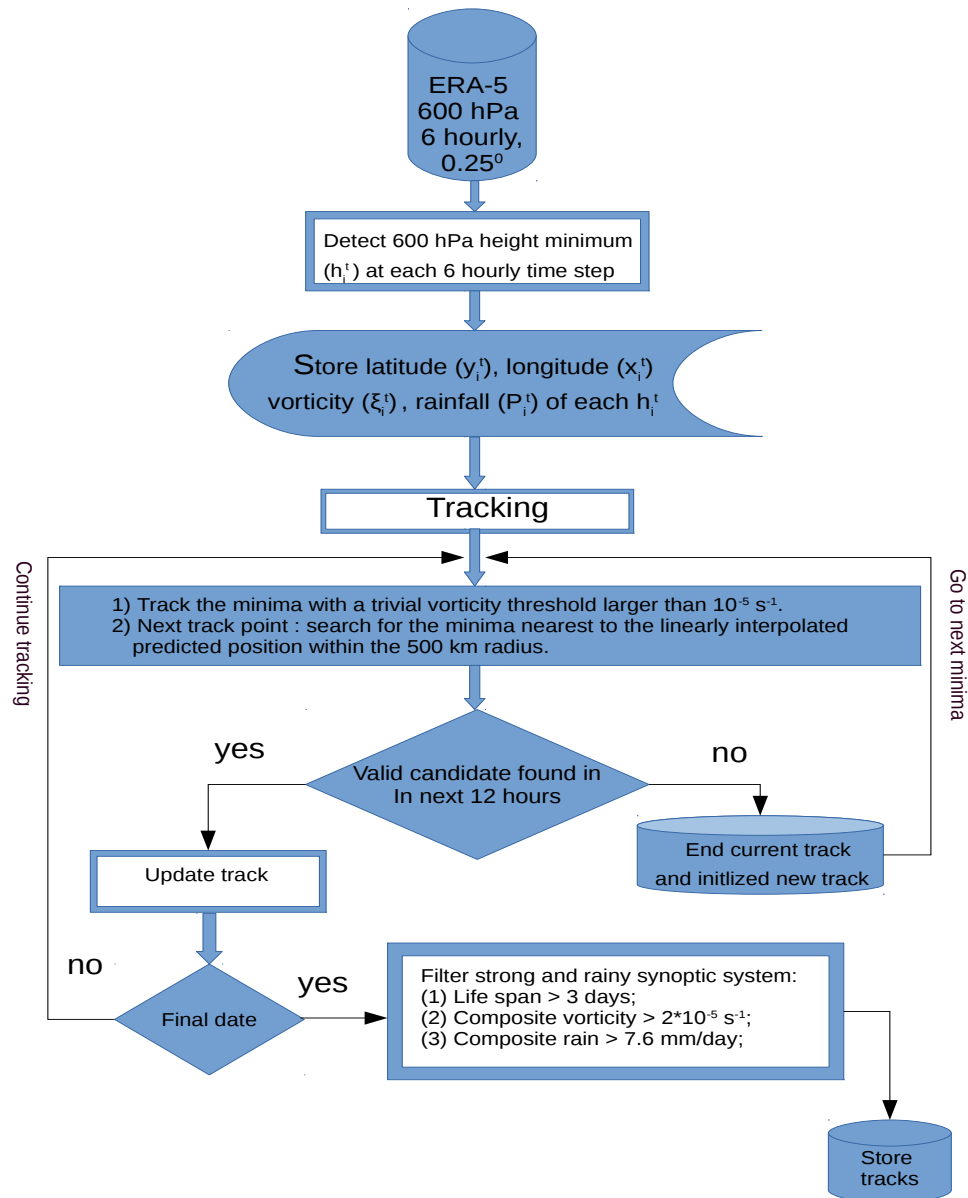 ERA-5
600 hPa
6 hourly,
0.25⁰
Detect 600 hPa height minimum
(hᵢᵗ) at each 6 hourly time step
Store latitude (yᵢᵗ), longitude (xᵢᵗ)
vorticity (ξᵢᵗ) , rainfall (Pᵢᵗ) of each hᵢᵗ
Tracking
Continue tracking
Go to next minima
1) Track the minima with a trivial vorticity threshold larger than 10⁻⁵ s⁻¹.
2) Next track point : search for the minima nearest to the linearly interpolated
predicted position within the 500 km radius.
yes
no
Valid candidate found in
In next 12 hours
End current track
and initlized new track
Update track
no
yes
Final date
Filter strong and rainy synoptic system:
(1) Life span > 3 days;
(2) Composite vorticity > 2*10⁻⁵ s⁻¹;
(3) Composite rain > 7.6 mm/day;
Store
tracks